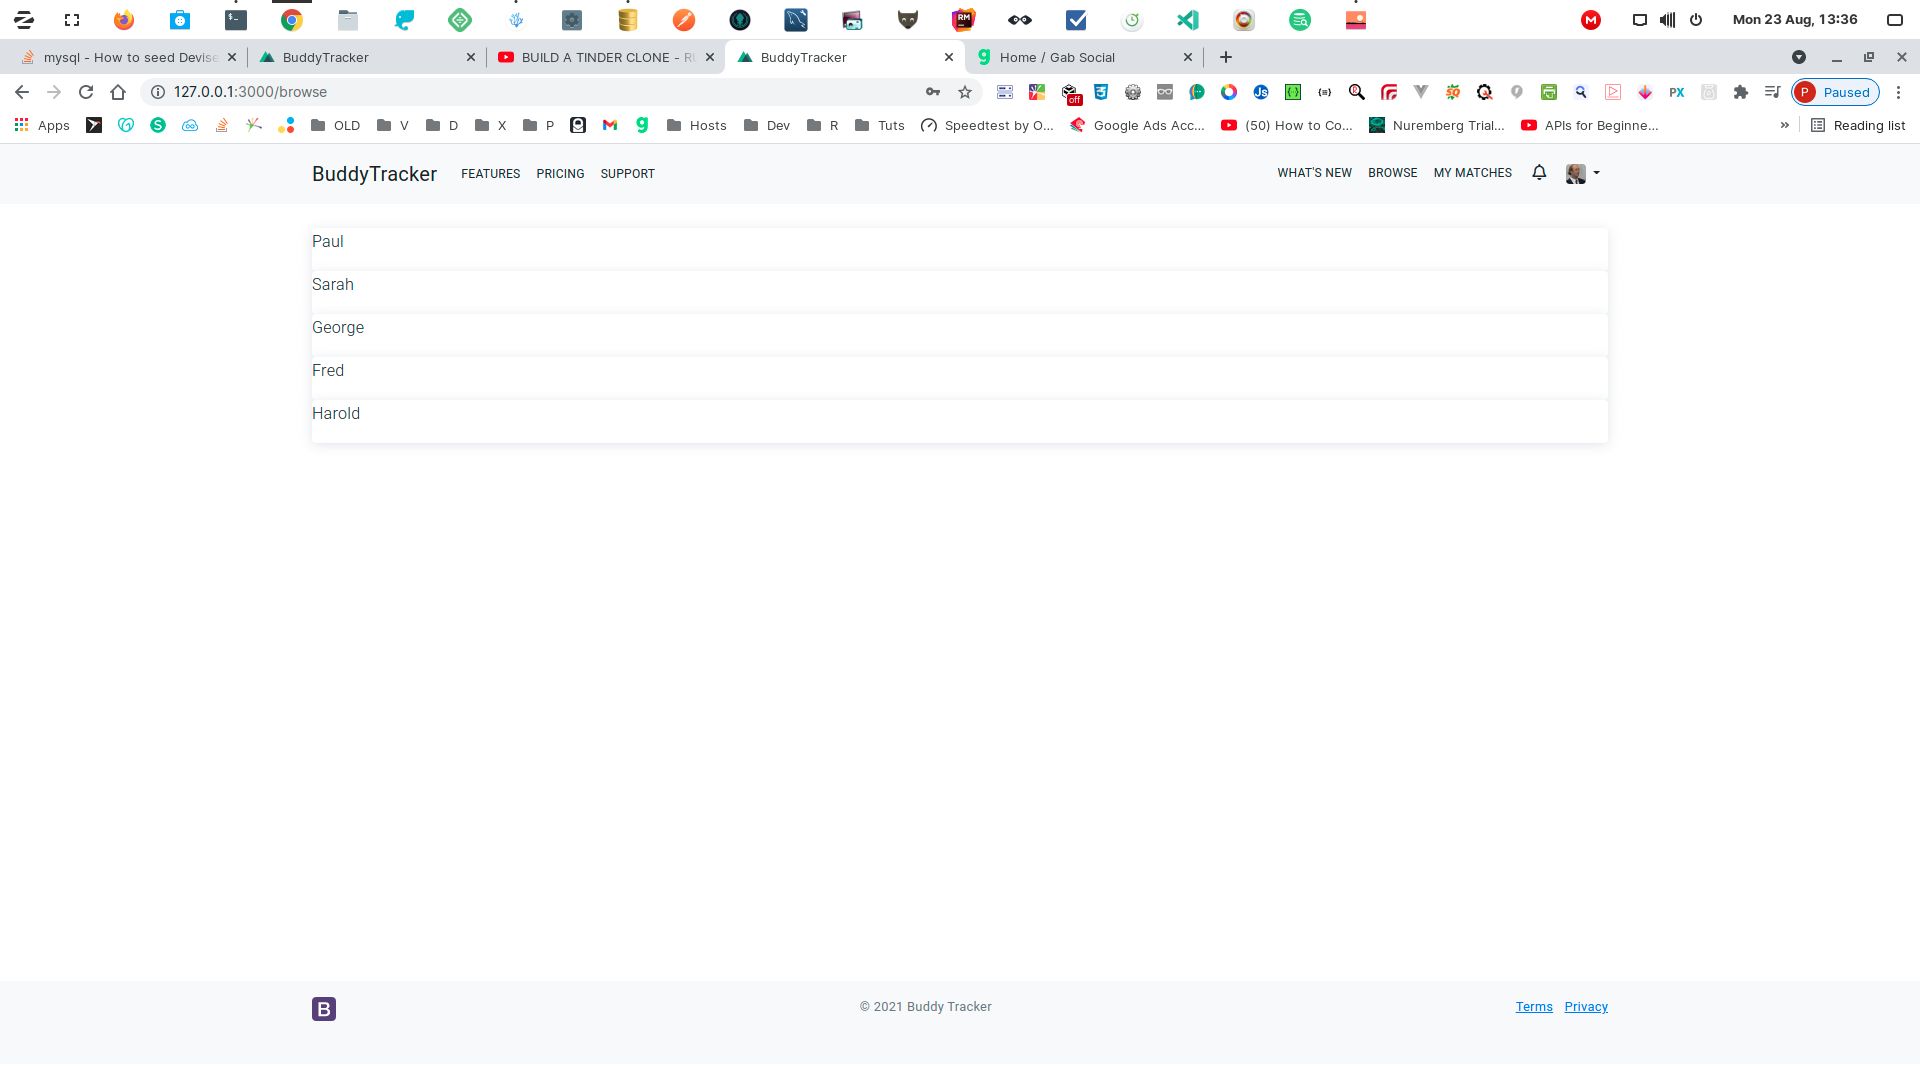 Mon 23 Aug, 13:36
mysql - How to seed Devise
BuddyTracker
BUILD A TINDER CLONE - RU
BuddyTracker
Home / Gab Social
127.0.0.1:3000/browse
off
P Paused
Apps
OLD
V
D
X
P
Hosts
Dev
R
Tuts
Speedtest by O...
Google Ads Acc...
(50) How to Co...
Nuremberg Trial...
APIs for Beginne...
»
Reading list
BuddyTracker
FEATURES
PRICING
SUPPORT
WHAT'S NEW
BROWSE
MY MATCHES
Paul
Sarah
George
Fred
Harold
B
© 2021 Buddy Tracker
Terms
Privacy